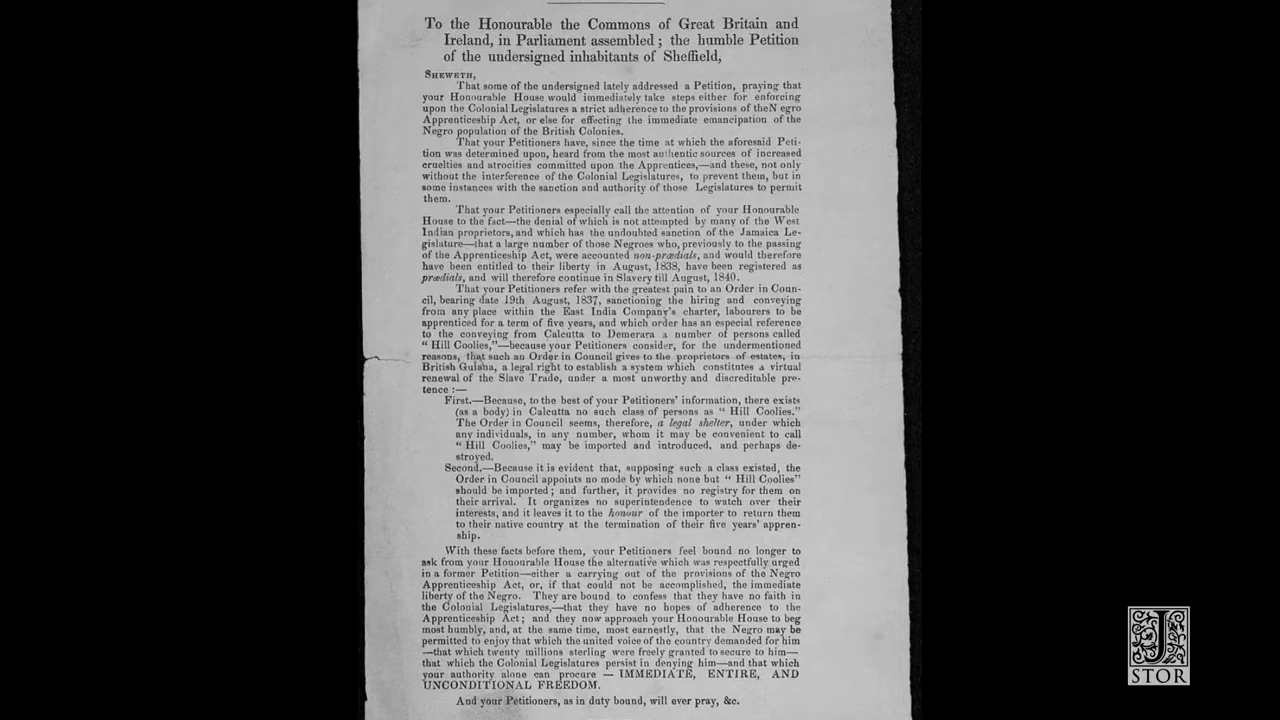 To the Honourable the Commons of Great Britain and
Ireland, in Parliament assembled; the humble Petition
of the undersigned inhabitants of Sheffield,
SHEWETH,
That some of the undersigned lately addressed a Petition, praying that
your Honourable House would immediately take steps either for enforcing
upon the Colonial Legislatures a strict adherence to the provisions of theN egro
Apprenticeship Act, or else for effecting the immediate emancipation of the
Negro population of the British Colonies.
That your Petitioners have, since the time at which the aforesaid Peti-
tion was determined upon, heard from the most authentic sources of increased
cruelties and atrocities committed upon the Apprentices,—and these, not only
without the interference of the Colonial Legislatures, to prevent them, but in
some instances with the sanction and authority of those Legislatures to permit
them.
That your Petitioners especially call the attention of your Honourable
House to the fact—the denial of which is not attempted by many of the West
Indian proprietors, and which has the undoubted sanction of the Jamaica Le-
gislature—that a large number of those Negroes who, previously to the passing
of the Apprenticeship Act, were accounted non-prædials, and would therefore
have been entitled to their liberty in August, 1838, have been registered as
prædials, and will therefore continue in Slavery till August, 1840.
That your Petitioners refer with the greatest pain to an Order in Coun-
cil, bearing date 19th August, 1837, sanctioning the hiring and conveying
from any place within the East India Company's charter, labourers to be
apprenticed for a term of five years, and which order has an especial reference
to the conveying from Calcutta to Demerara a number of persons called
“ Hill Coolies,”—because your Petitioners consider, for the undermentioned
reasons, that such an Order in Council gives to the proprietors of estates, in
British Guiana, a legal right to establish a system which constitutes a virtual
renewal of the Slave Trade, under a most unworthy and discreditable pre-
tence :—
First.—Because, to the best of your Petitioners' information, there exists
(as a body) in Calcutta no such class of persons as “ Hill Coolies.”
The Order in Council seems, therefore, a legal shelter, under which
any individuals, in any number, whom it may be convenient to call
“ Hill Coolies,” may be imported and introduced, and perhaps de-
stroyed.
Second.—Because it is evident that, supposing such a class existed, the
Order in Council appoints no mode by which none but “ Hill Coolies”
should be imported ; and further, it provides no registry for them on
their arrival. It organizes no superintendence to watch over their
interests, and it leaves it to the honour of the importer to return them
to their native country at the termination of their five years' appren-
ship.
With these facts before them, your Petitioners feel bound no longer to
ask from your Honourable House the alternative which was respectfully urged
in a former Petition—either a carrying out of the provisions of the Negro
Apprenticeship Act, or, if that could not be accomplished, the immediate
liberty of the Negro. They are bound to confess that they have no faith in
the Colonial Legislatures,—that they have no hopes of adherence to the
Apprenticeship Act ; and they now approach your Honourable House to beg
most humbly, and, at the same time, most earnestly, that the Negro may be
permitted to enjoy that which the united voice of the country demanded for him
—that which twenty millions sterling were freely granted to secure to him—
that which the Colonial Legislatures persist in denying him—and that which
your authority alone can procure — IMMEDIATE, ENTIRE, AND
UNCONDITIONAL FREEDOM.
And your Petitioners, as in duty bound, will ever pray, &c.
J
STOR